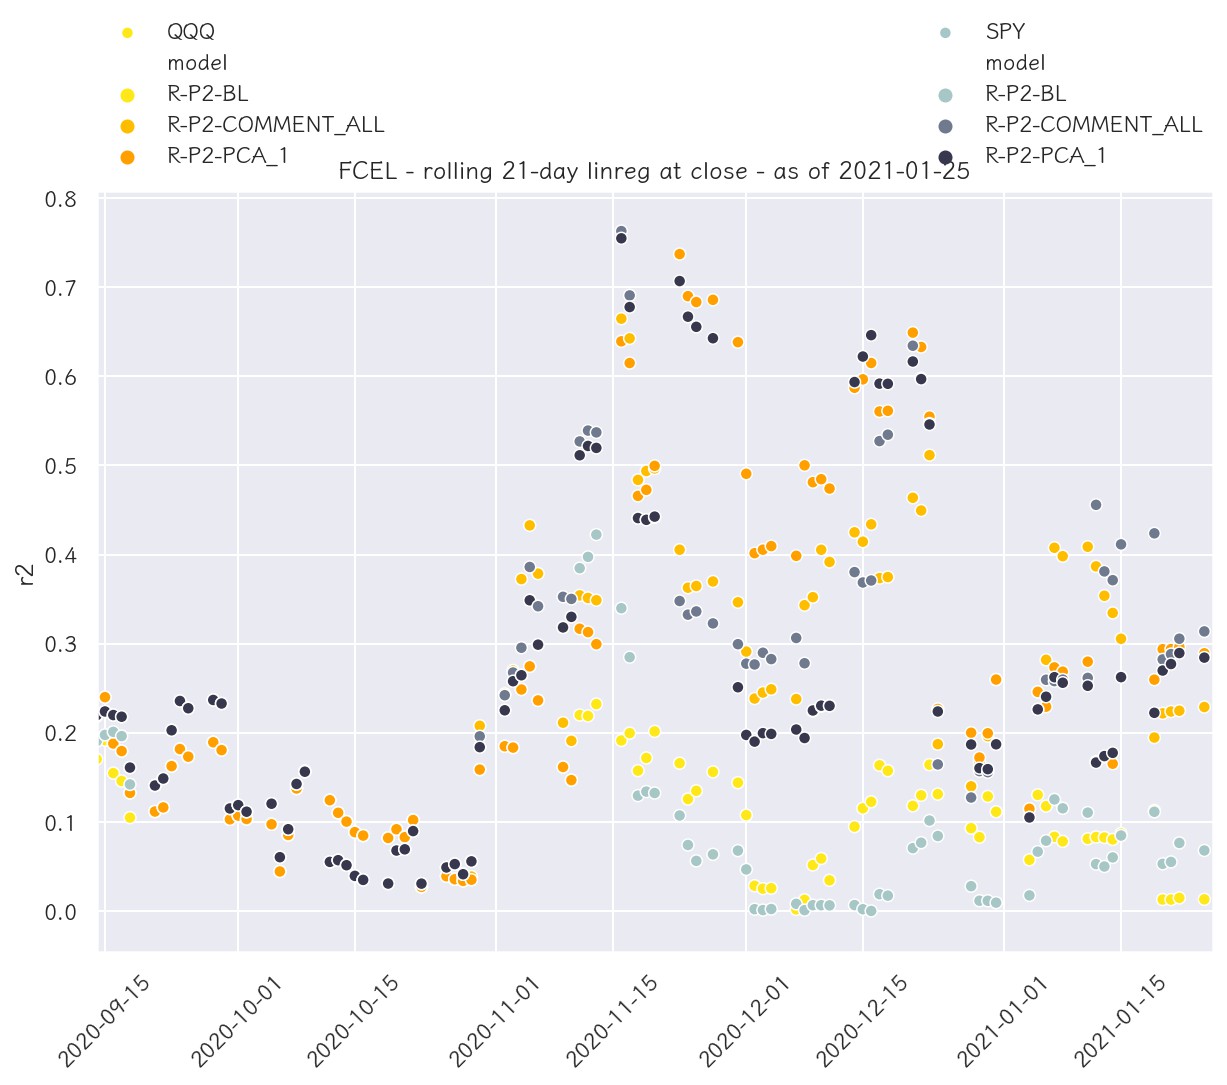 QQQ
model
R-P2-BL
R-P2-COMMENT_ALL
R-P2-PCA_1
SPY
model
R-P2-BL
R-P2-COMMENT_ALL
R-P2-PCA_1
FCEL - rolling 21-day linreg at close - as of 2021-01-25
0.8
0.7
0.6
0.5
0.4
0.3
0.2
0.1
0.0
r2
2020-09-15
2020-10-01
2020-10-15
2020-11-01
2020-11-15
2020-12-01
2020-12-15
2021-01-01
2021-01-15